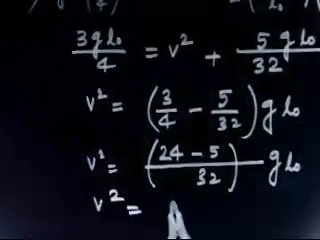 3gl₀/4 = v² + 5gl₀/32
v² = (3/4 - 5/32) gl₀
v² = (24 - 5)/32 gl₀
v² =